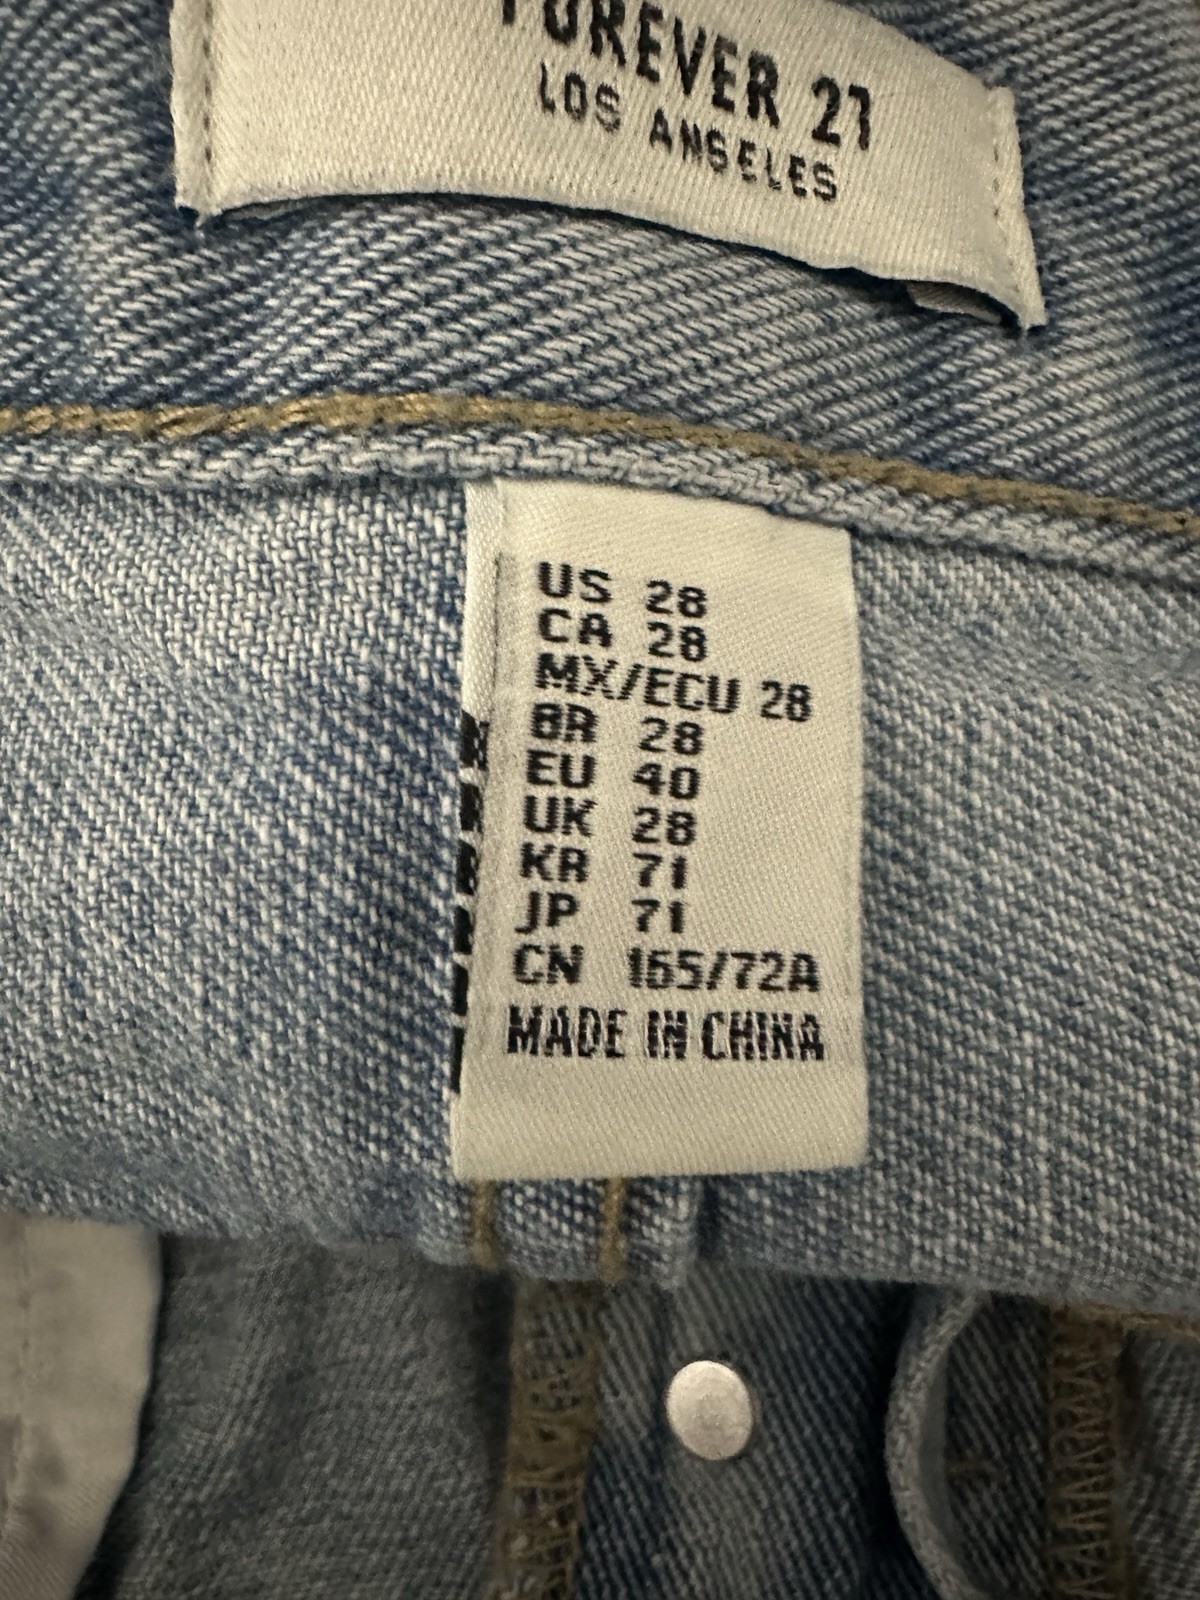 FOREVER 21
LOS ANGELES
US 28
CA 28
MX/ECU 28
BR 28
EU 40
UK 28
KR 71
JP 71
CN 165/72A
MADE IN CHINA